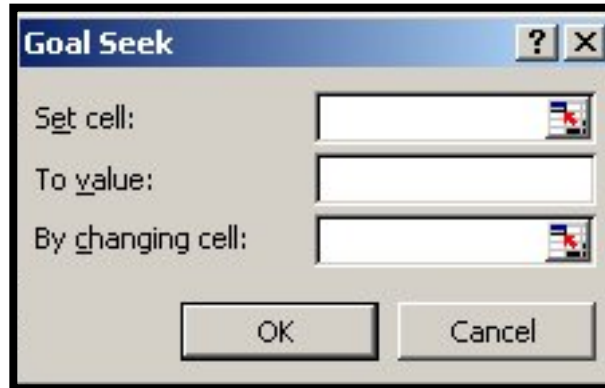 Goal Seek ? X
Set cell:
To value:
By changing cell:
OK Cancel